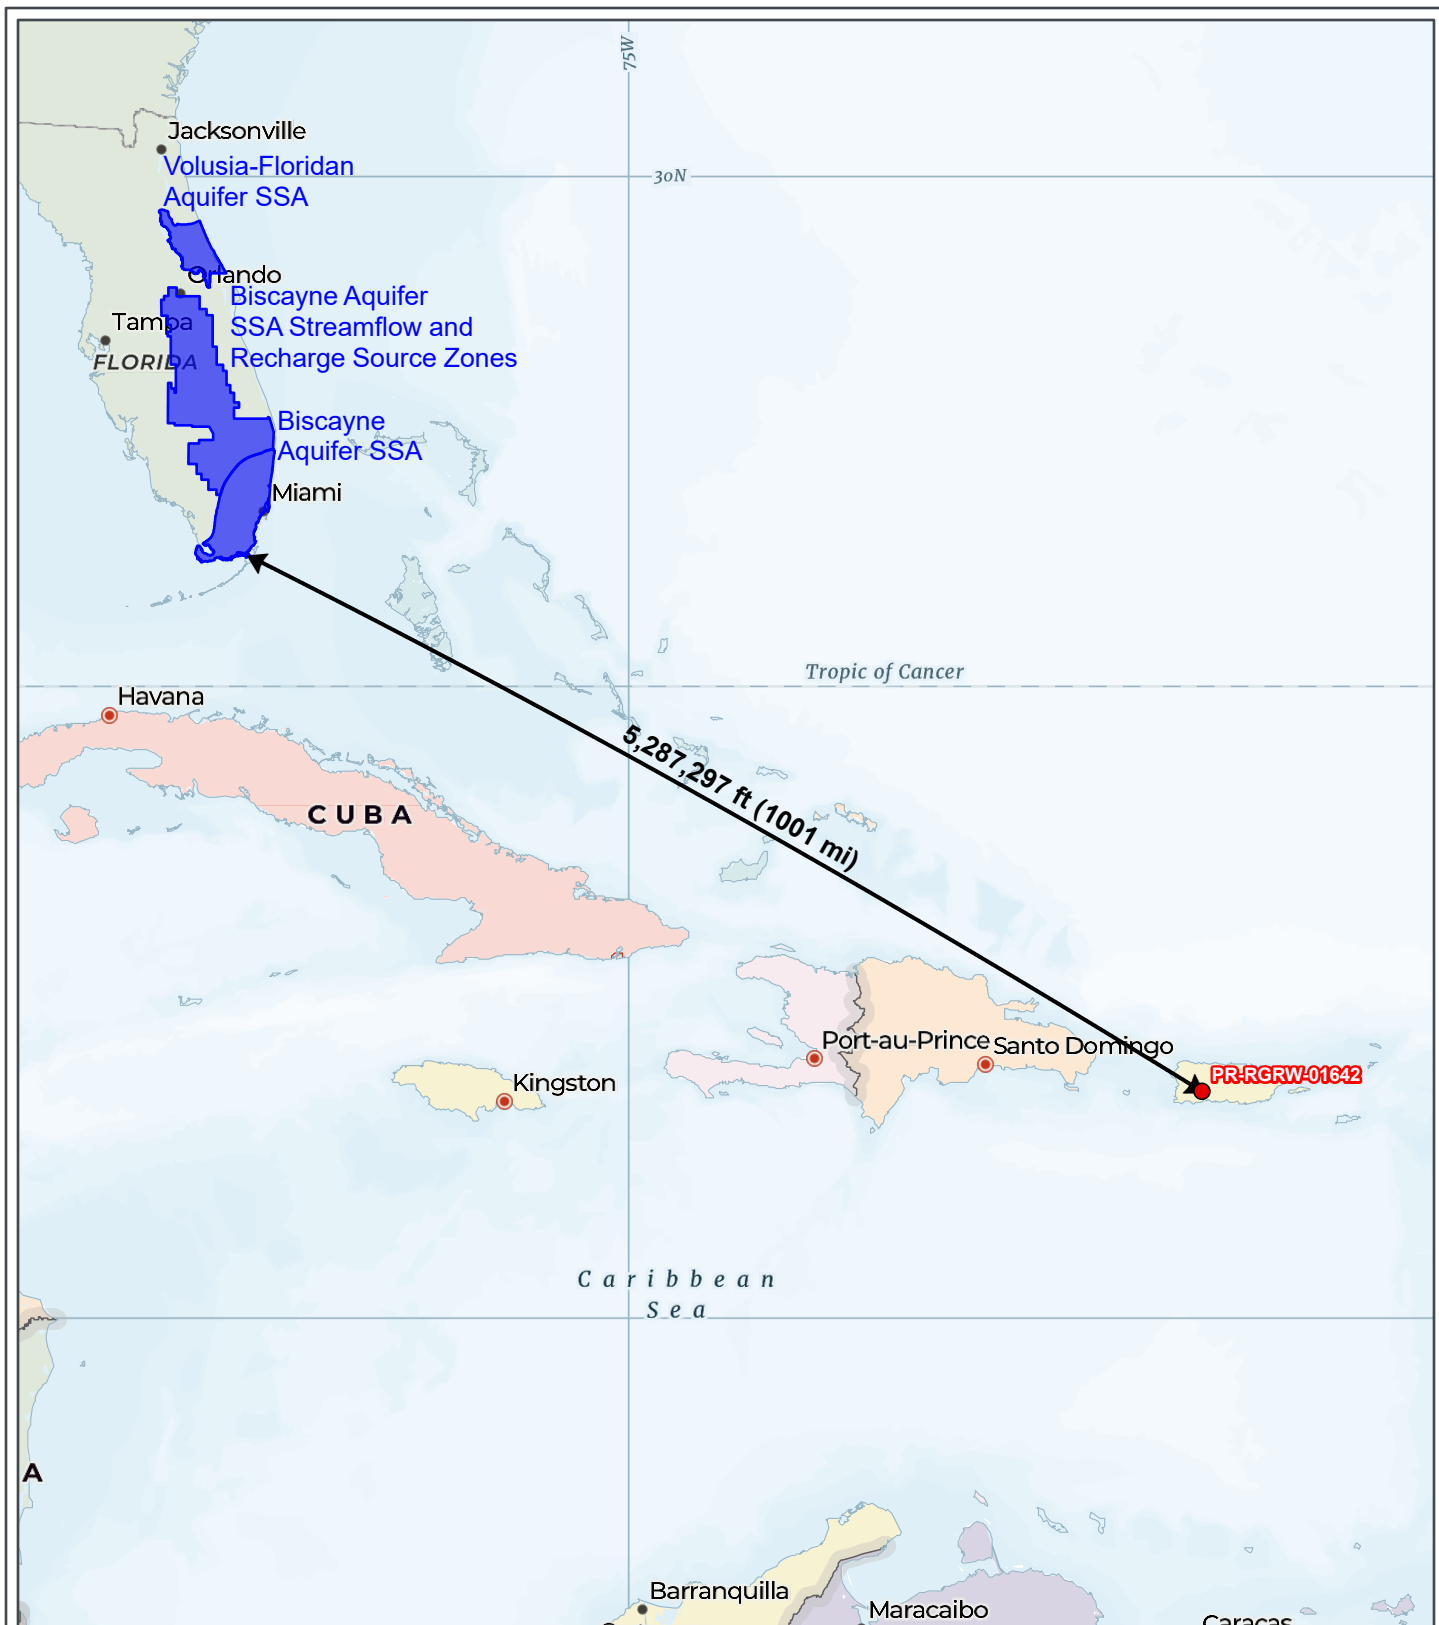 75W
Jacksonville
Volusia-Floridan
Aquifer SSA
30N
Orlando
Biscayne Aquifer
SSA Streamflow and
Recharge Source Zones
Tampa
FLORIDA
Biscayne
Aquifer SSA
Miami
Tropic of Cancer
Havana
5,287,297 ft (1001 mi)
CUBA
Port-au-Prince
Santo Domingo
PR-RGRW-01642
Kingston
Caribbean
Sea
A
Barranquilla
Maracaibo
Caracas